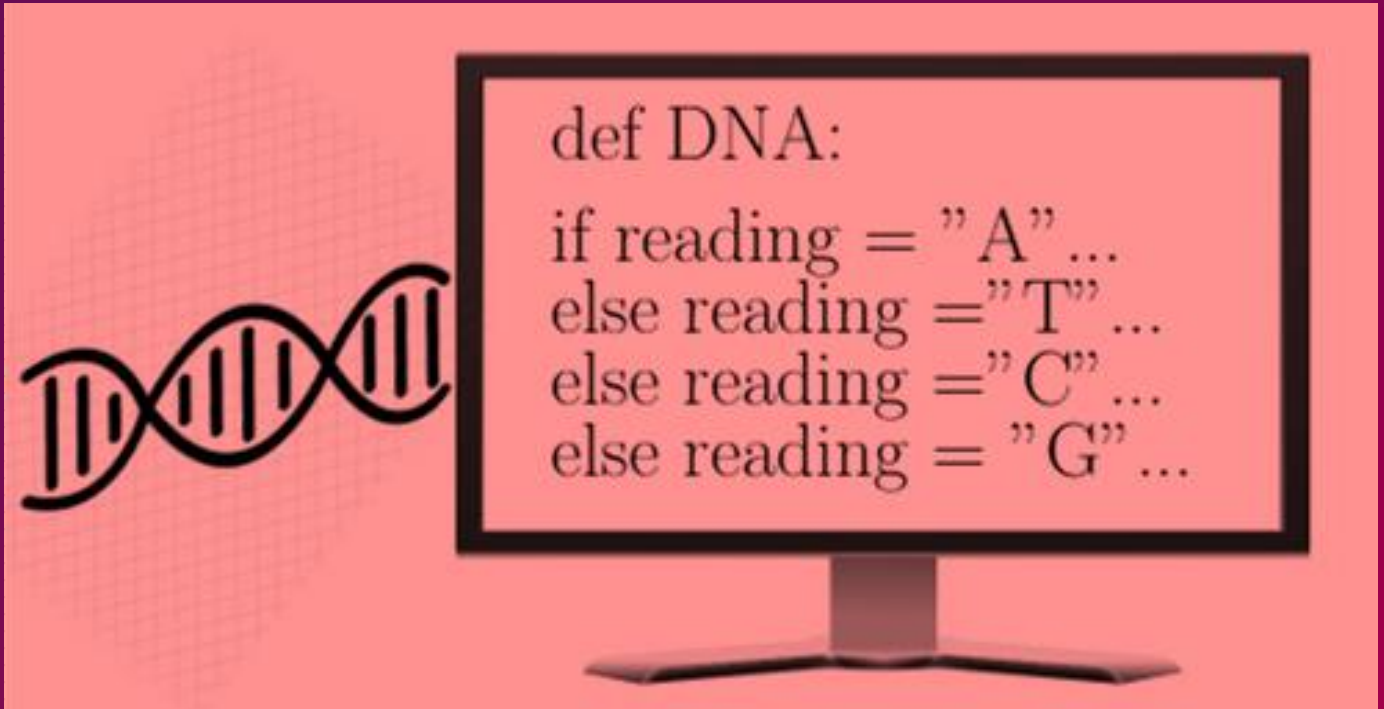 def DNA:
if reading = ”A”...
else reading =”T”...
else reading =”C”...
else reading = ”G”...